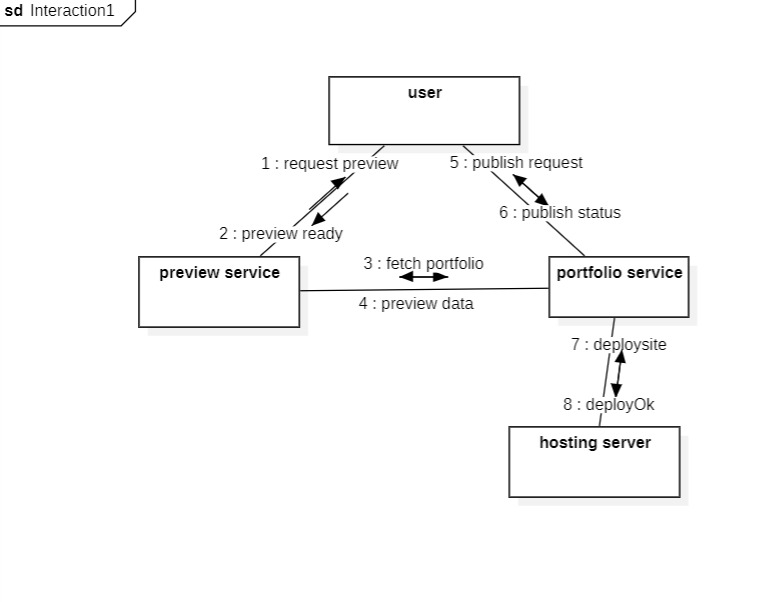 sd Interaction1
user
1 : request preview
5 : publish request
6 : publish status
2 : preview ready
preview service
3 : fetch portfolio
portfolio service
4 : preview data
7 : deploysite
8 : deployOk
hosting server